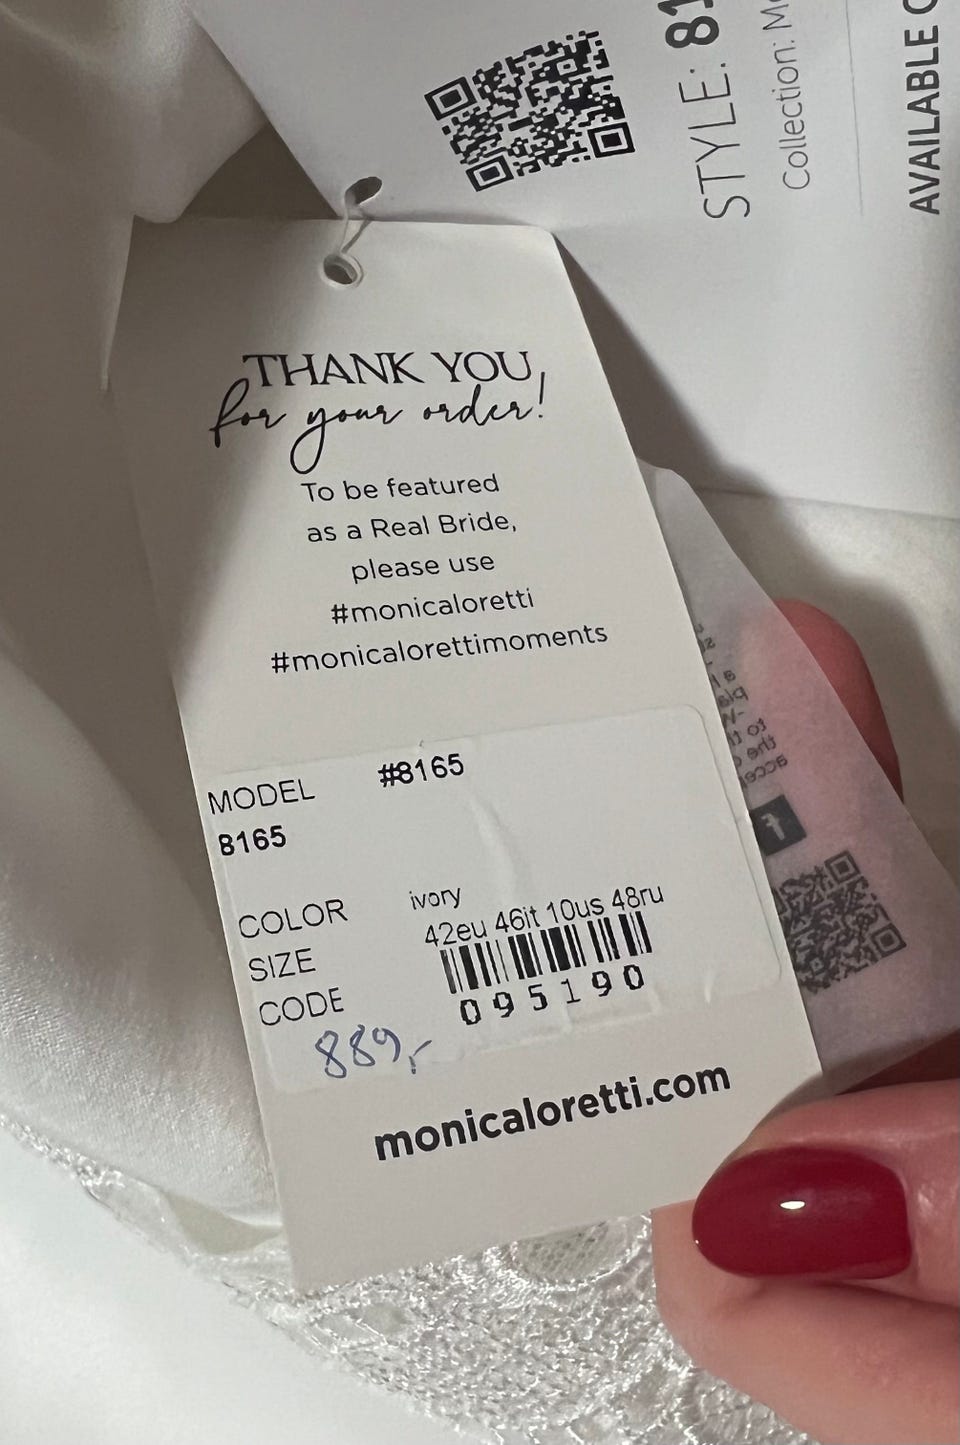 STYLE: 81
Collection: Mo
AVAILABLE
THANK YOU
for your order!
To be featured
as a Real Bride,
please use
#monicaloretti
#monicalorettimoments
MODEL #8165
8165
COLOR ivory
SIZE 42eu 46it 10us 48ru
CODE 095190
889,-
monicaloretti.com